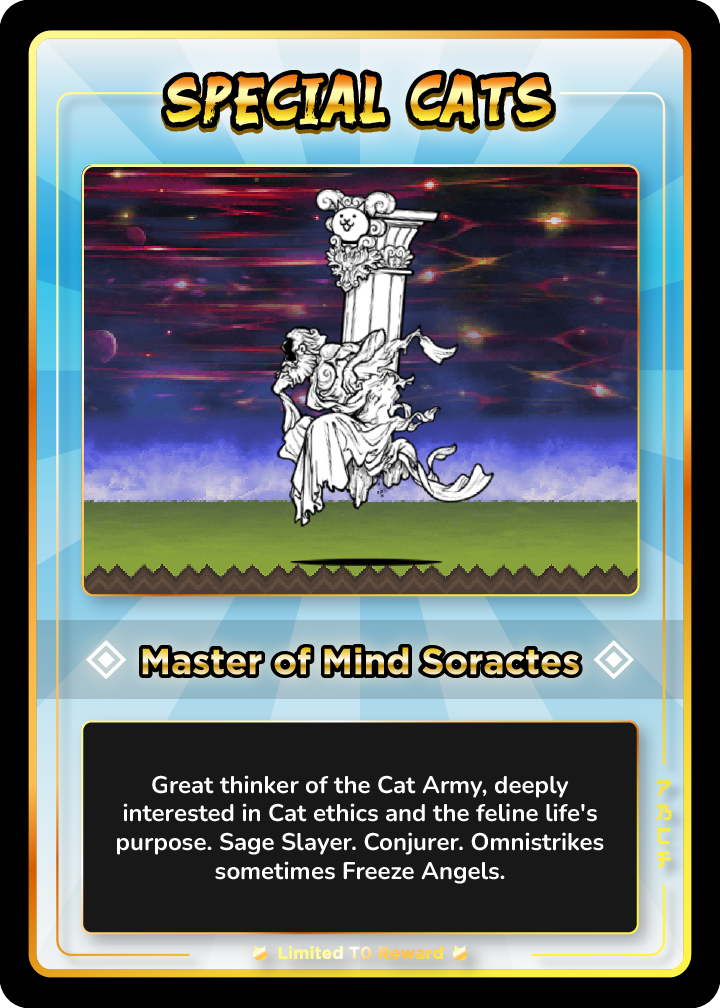 SPECIAL CATS
Master of Mind Soractes
Great thinker of the Cat Army, deeply
interested in Cat ethics and the feline life's
purpose. Sage Slayer. Conjurer. Omnistrikes
sometimes Freeze Angels.
Limited TO Reward